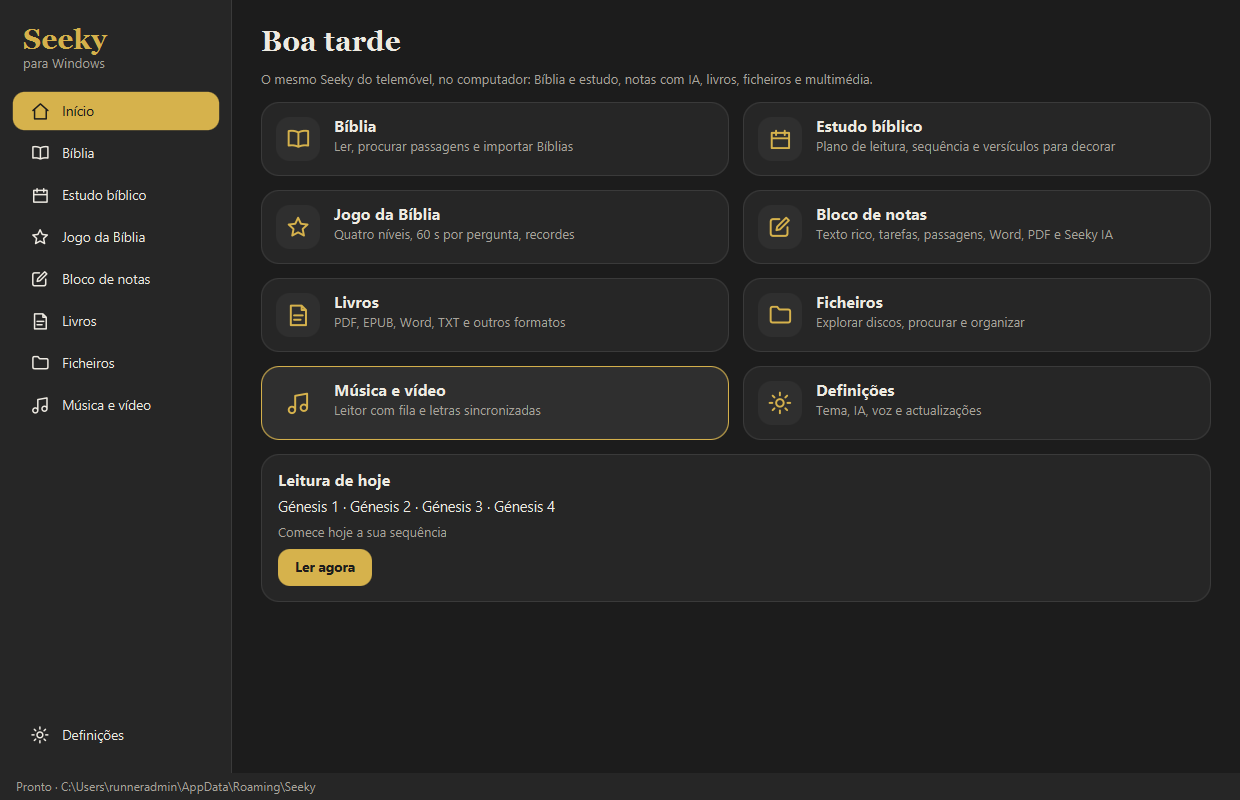 Seeky
para Windows
Início
Bíblia
Estudo bíblico
Jogo da Bíblia
Bloco de notas
Livros
Ficheiros
Música e vídeo
Definições
Boa tarde
O mesmo Seeky do telemóvel, no computador: Bíblia e estudo, notas com IA, livros, ficheiros e multimédia.
Bíblia
Ler, procurar passagens e importar Bíblias
Estudo bíblico
Plano de leitura, sequência e versículos para decorar
Jogo da Bíblia
Quatro níveis, 60 s por pergunta, recordes
Bloco de notas
Texto rico, tarefas, passagens, Word, PDF e Seeky IA
Livros
PDF, EPUB, Word, TXT e outros formatos
Ficheiros
Explorar discos, procurar e organizar
Música e vídeo
Leitor com fila e letras sincronizadas
Definições
Tema, IA, voz e actualizações
Leitura de hoje
Génesis 1 · Génesis 2 · Génesis 3 · Génesis 4
Comece hoje a sua sequência
Ler agora
Pronto · C:\Users\runneradmin\AppData\Roaming\Seeky